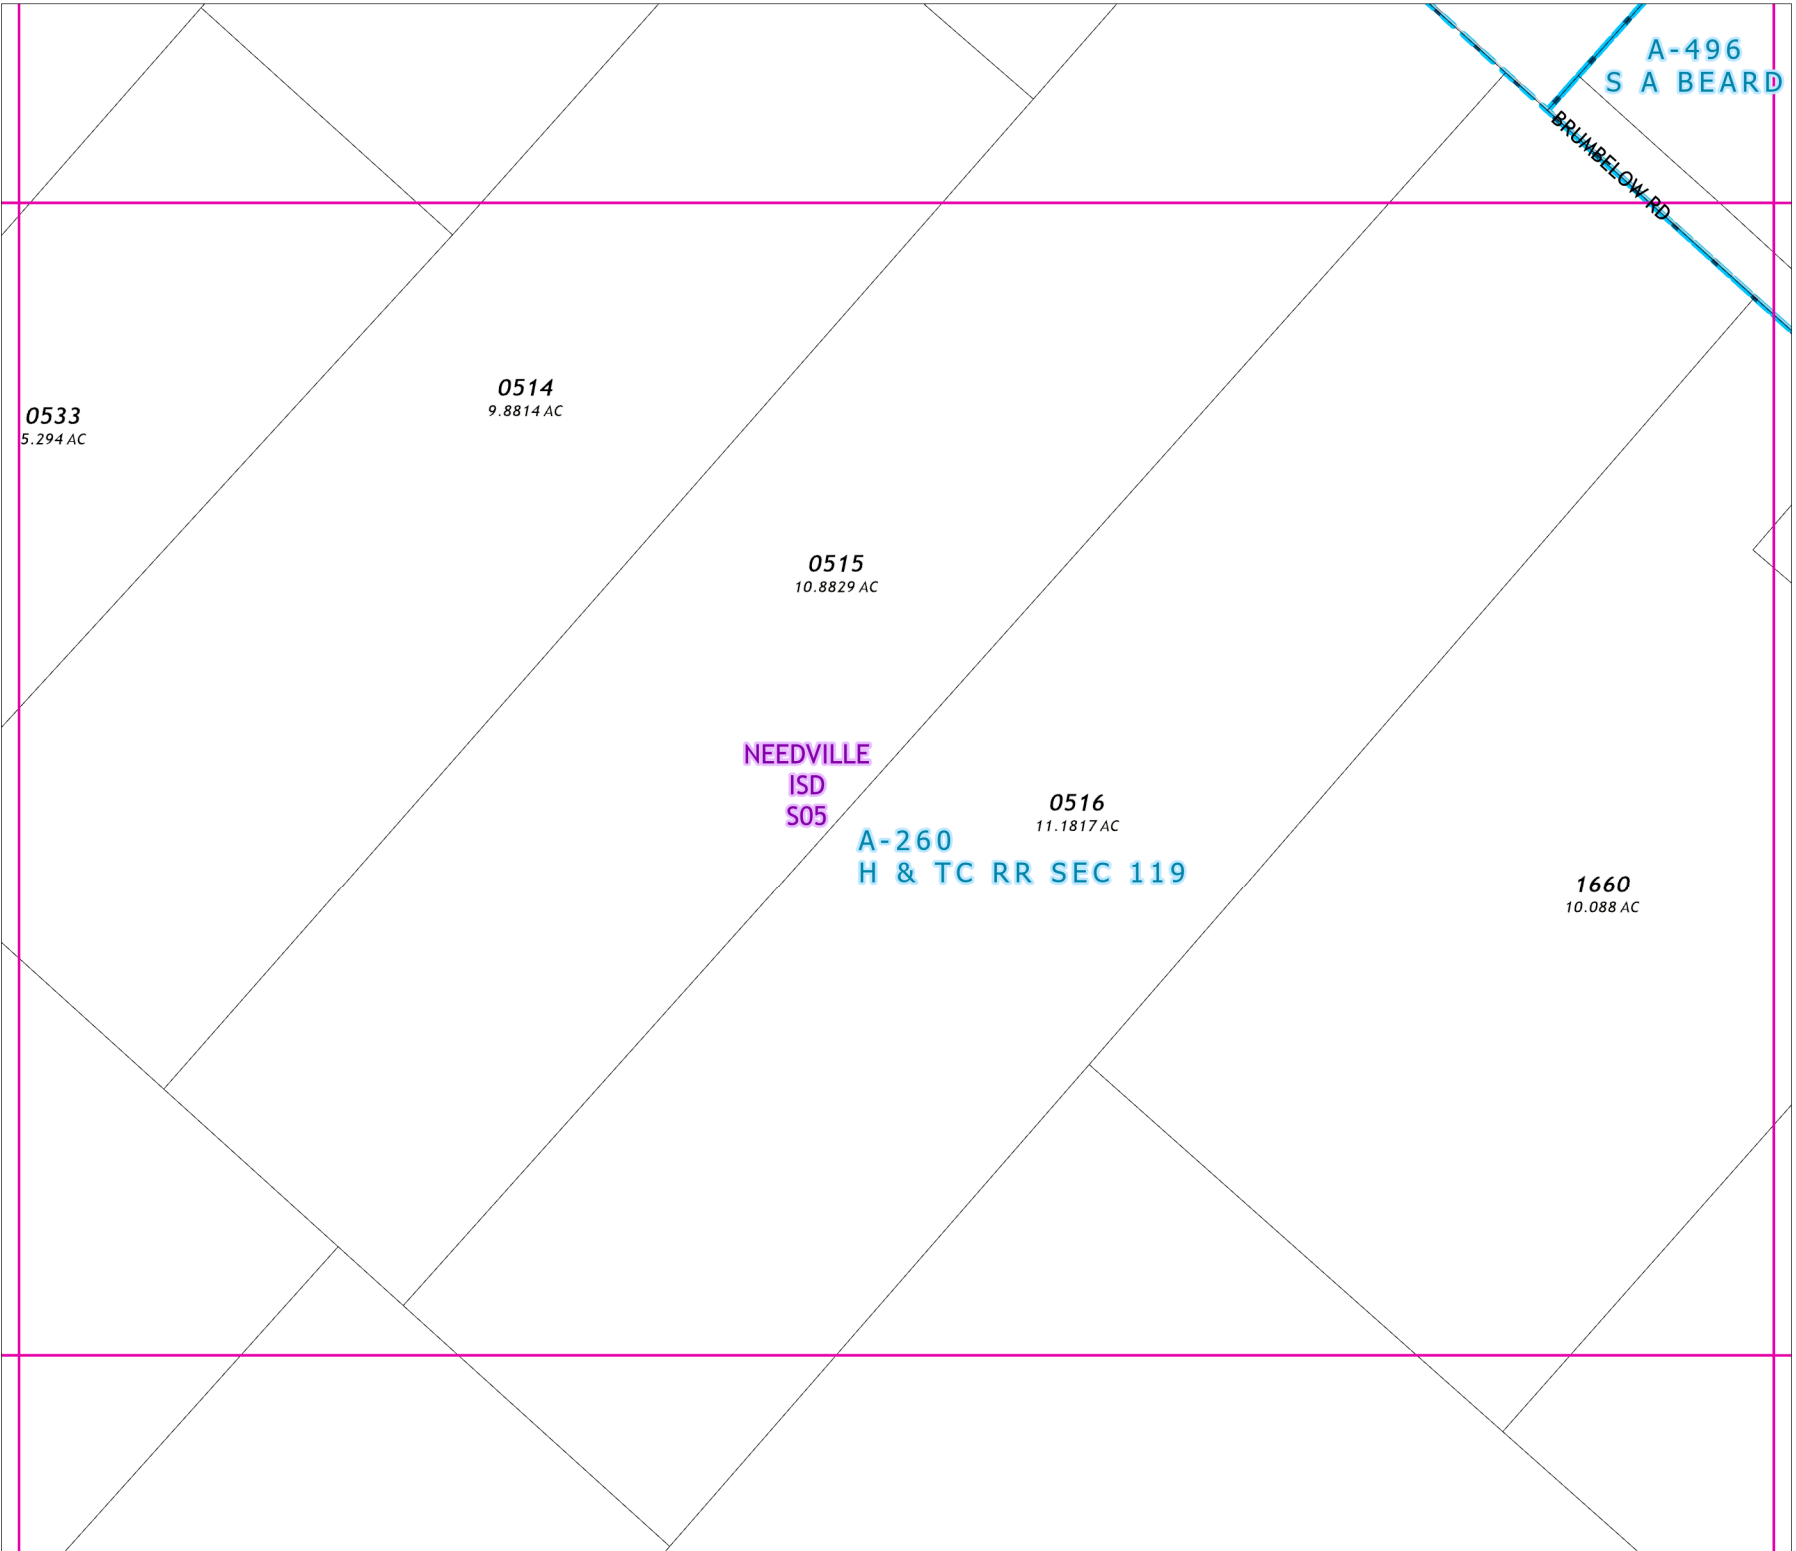 A-496
S A BEARD
BRUMBELOW RD
0514
9.8814 AC
0533
5.294 AC
0515
10.8829 AC
NEEDVILLE
ISD
S05
0516
11.1817 AC
A-260
H & TC RR SEC 119
1660
10.088 AC